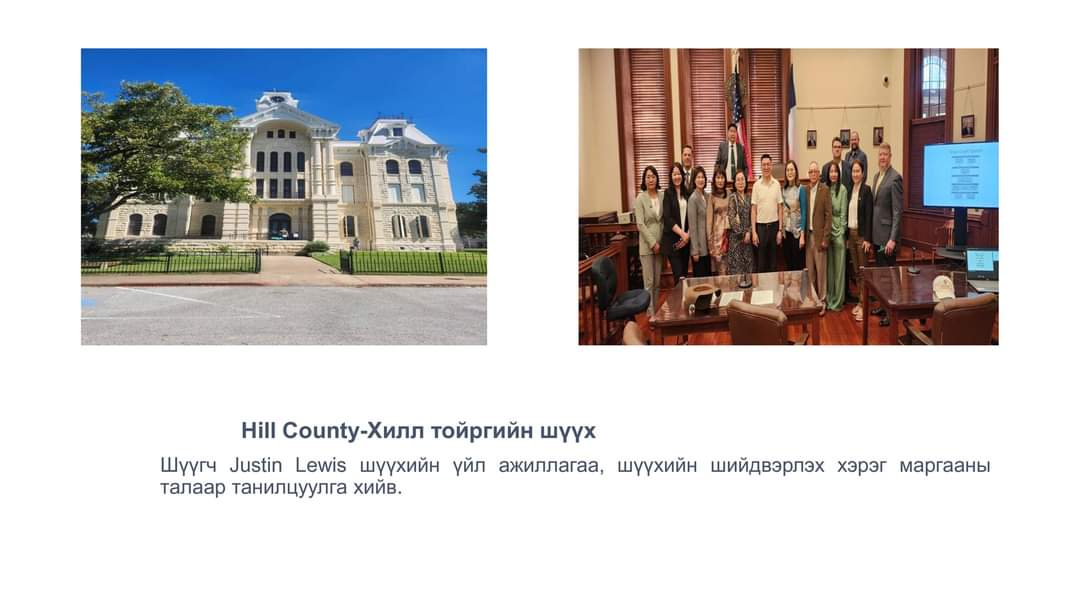 Hill County-Хилл тойргийн шүүх
Шүүгч Justin Lewis шүүхийн үйл ажиллагаа, шүүхийн шийдвэрлэх хэрэг маргааны
талаар танилцуулга хийв.